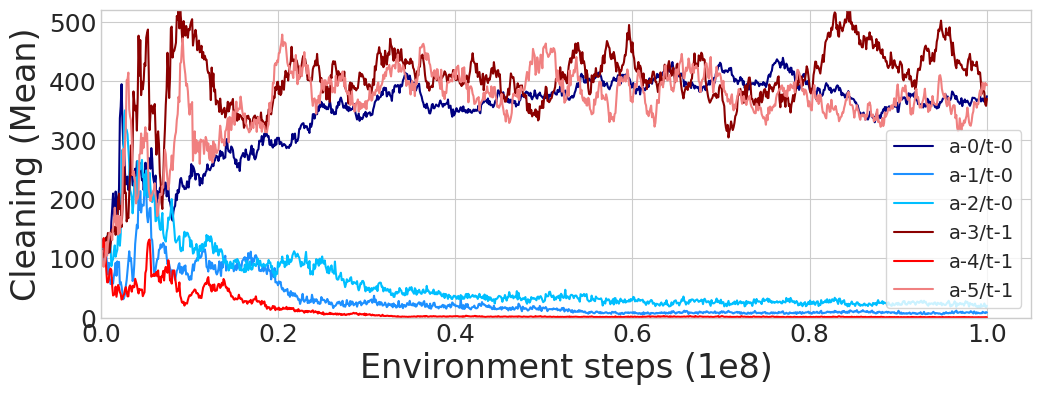 Cleaning (Mean)
500
400
300
200
100
0
0.0
0.2
0.4
0.6
0.8
1.0
Environment steps (1e8)
a-0/t-0
a-1/t-0
a-2/t-0
a-3/t-1
a-4/t-1
a-5/t-1